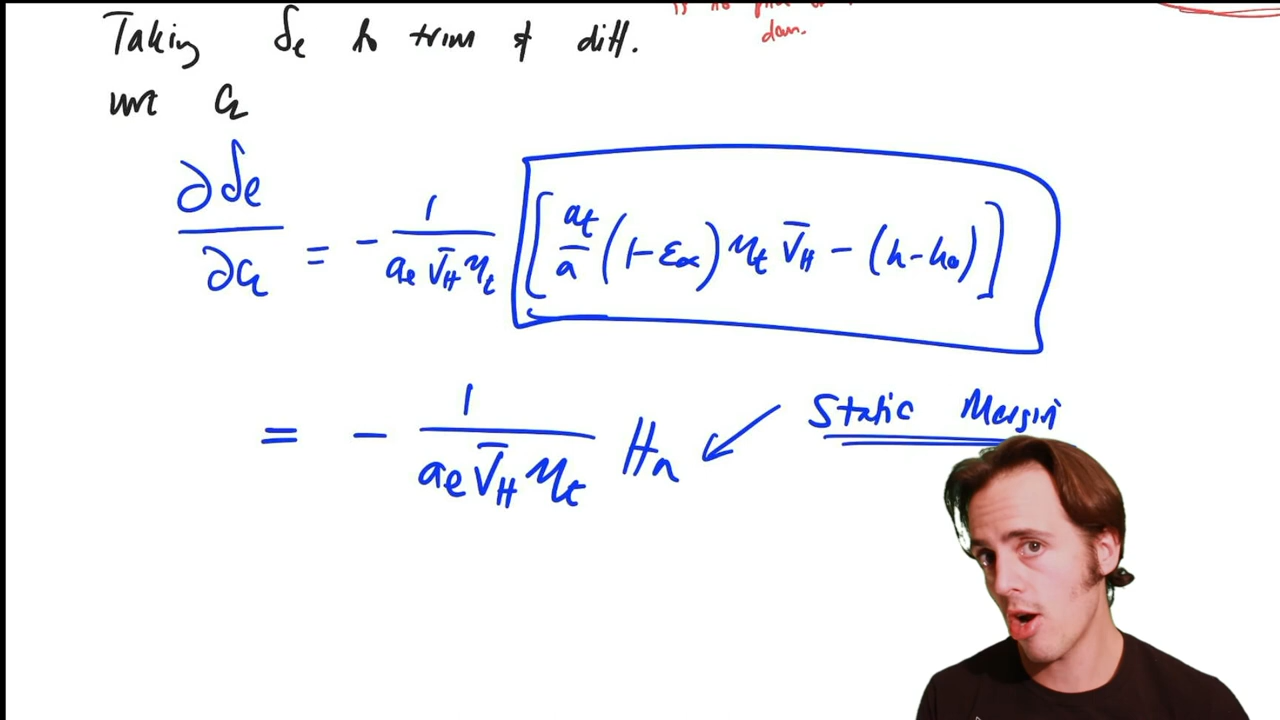 Taking δe to trim & diff.
wrt CL
∂δe/∂CL = - 1/(ae V̄H ηt) [at/a (1-εα) ηt V̄H - (h-h0)]
= - 1/(ae V̄H ηt) Hn ← Static Margin